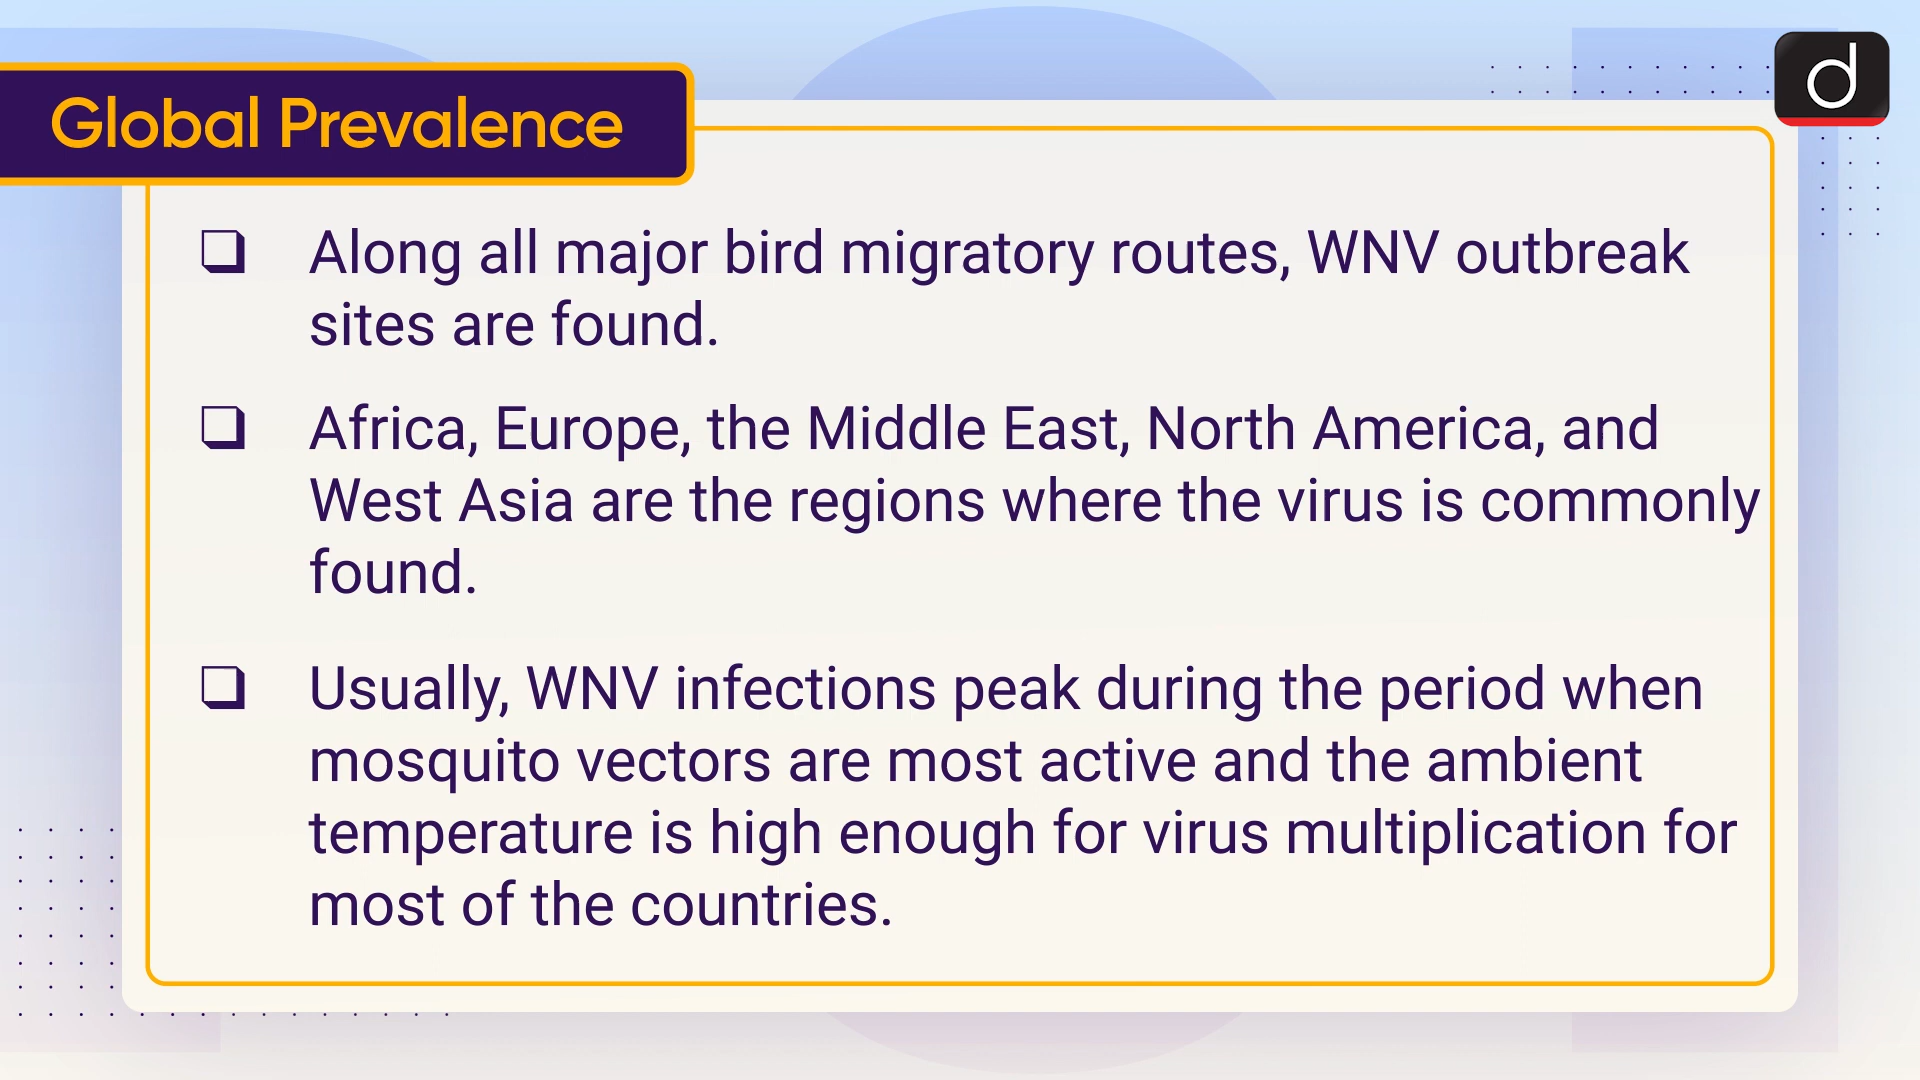 Global Prevalence
d
❑ Along all major bird migratory routes, WNV outbreak
sites are found.
❑ Africa, Europe, the Middle East, North America, and
West Asia are the regions where the virus is commonly
found.
❑ Usually, WNV infections peak during the period when
mosquito vectors are most active and the ambient
temperature is high enough for virus multiplication for
most of the countries.